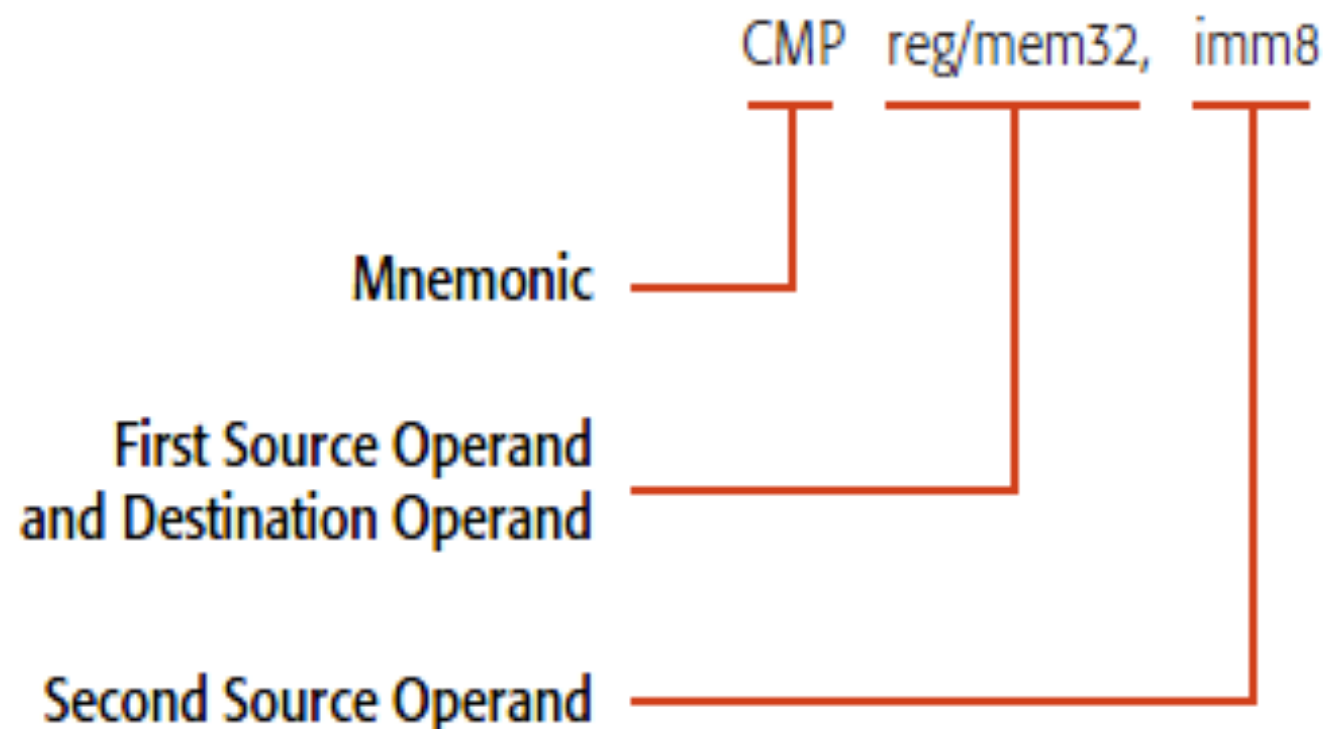 CMP reg/mem32, imm8
Mnemonic
First Source Operand
and Destination Operand
Second Source Operand